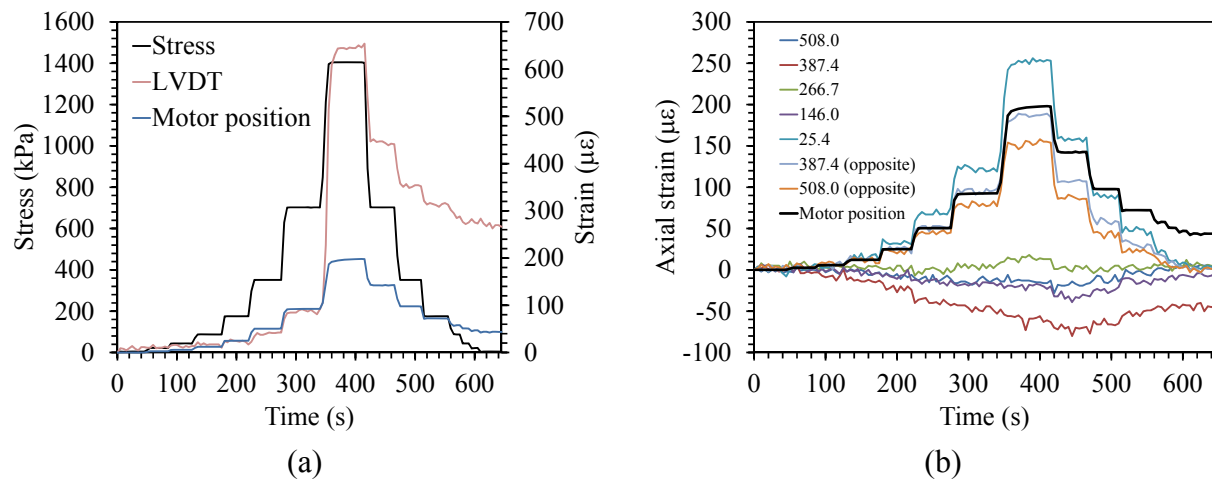 1600
1400
1200
1000
800
600
400
200
0
Stress (kPa)
Stress
LVDT
Motor position
700
600
500
400
300
200
100
0
Strain (με)
0 100 200 300 400 500 600
Time (s)
(a)
300
250
200
150
100
50
0
-50
-100
Axial strain (με)
508.0
387.4
266.7
146.0
25.4
387.4 (opposite)
508.0 (opposite)
Motor position
0 100 200 300 400 500 600
Time (s)
(b)